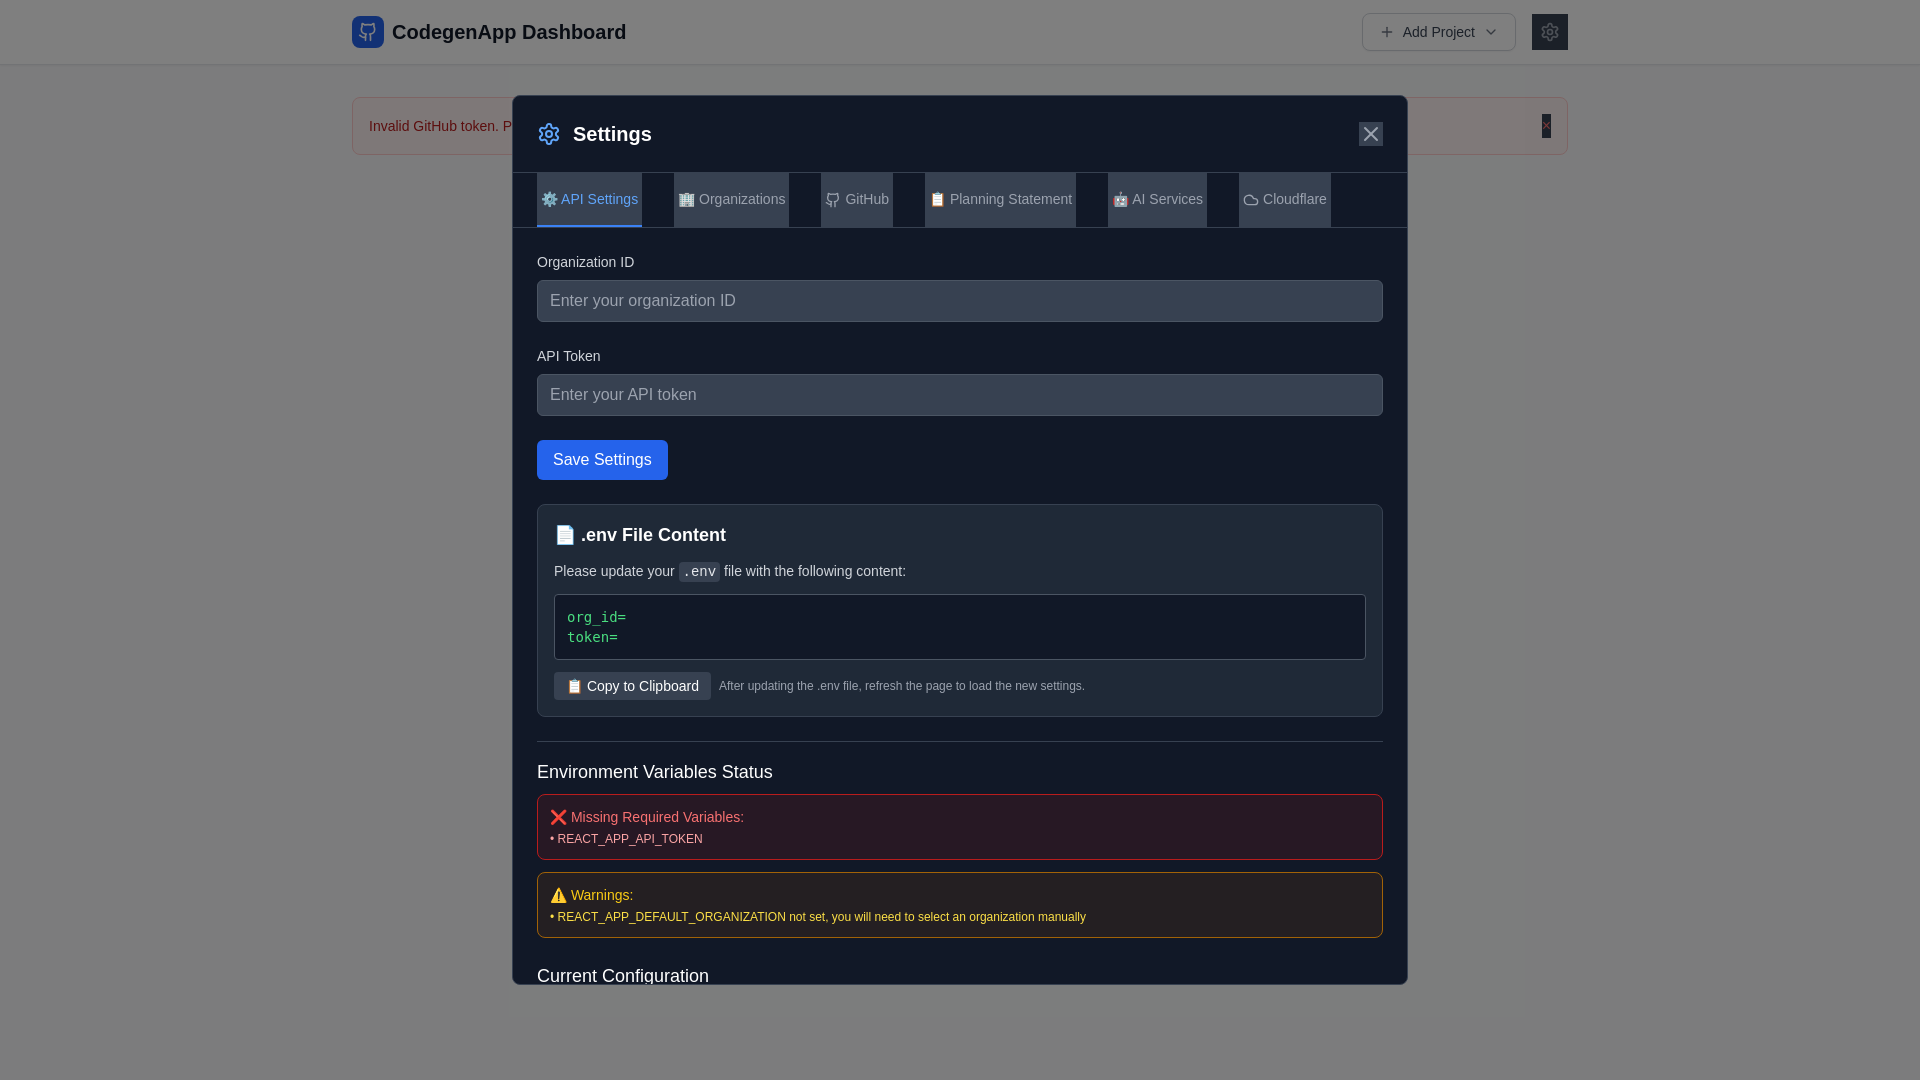 CodegenApp Dashboard
Add Project
Invalid GitHub token. P
×
Settings
⚙️ API Settings
🏢 Organizations
GitHub
📋 Planning Statement
🤖 AI Services
Cloudflare
Organization ID
Enter your organization ID
API Token
Enter your API token
Save Settings
📄 .env File Content
Please update your .env file with the following content:
org_id=
token=
📋 Copy to Clipboard
After updating the .env file, refresh the page to load the new settings.
Environment Variables Status
❌ Missing Required Variables:
• REACT_APP_API_TOKEN
⚠️ Warnings:
• REACT_APP_DEFAULT_ORGANIZATION not set, you will need to select an organization manually
Current Configuration